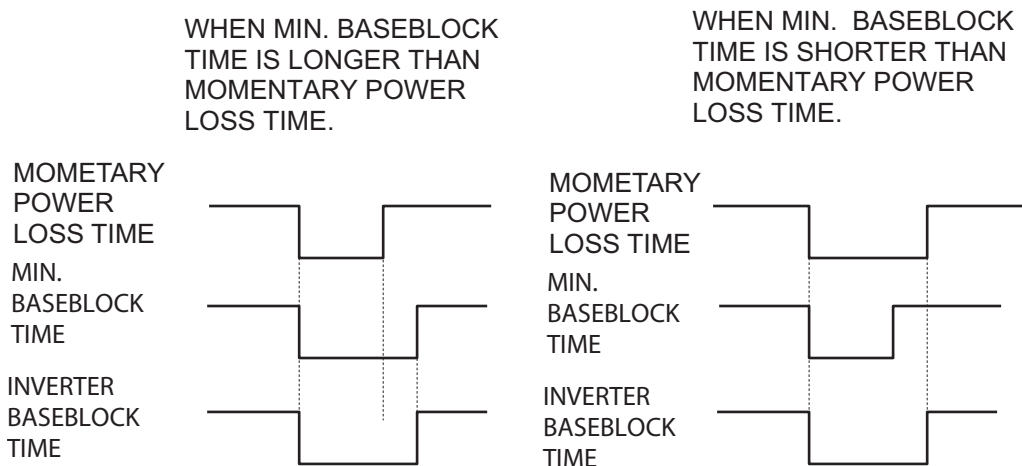 WHEN MIN. BASEBLOCK
TIME IS LONGER THAN
MOMENTARY POWER
LOSS TIME.
MOMETARY
POWER
LOSS TIME
MIN.
BASEBLOCK
TIME
INVERTER
BASEBLOCK
TIME
WHEN MIN. BASEBLOCK
TIME IS SHORTER THAN
MOMENTARY POWER
LOSS TIME.
MOMETARY
POWER
LOSS TIME
MIN.
BASEBLOCK
TIME
INVERTER
BASEBLOCK
TIME